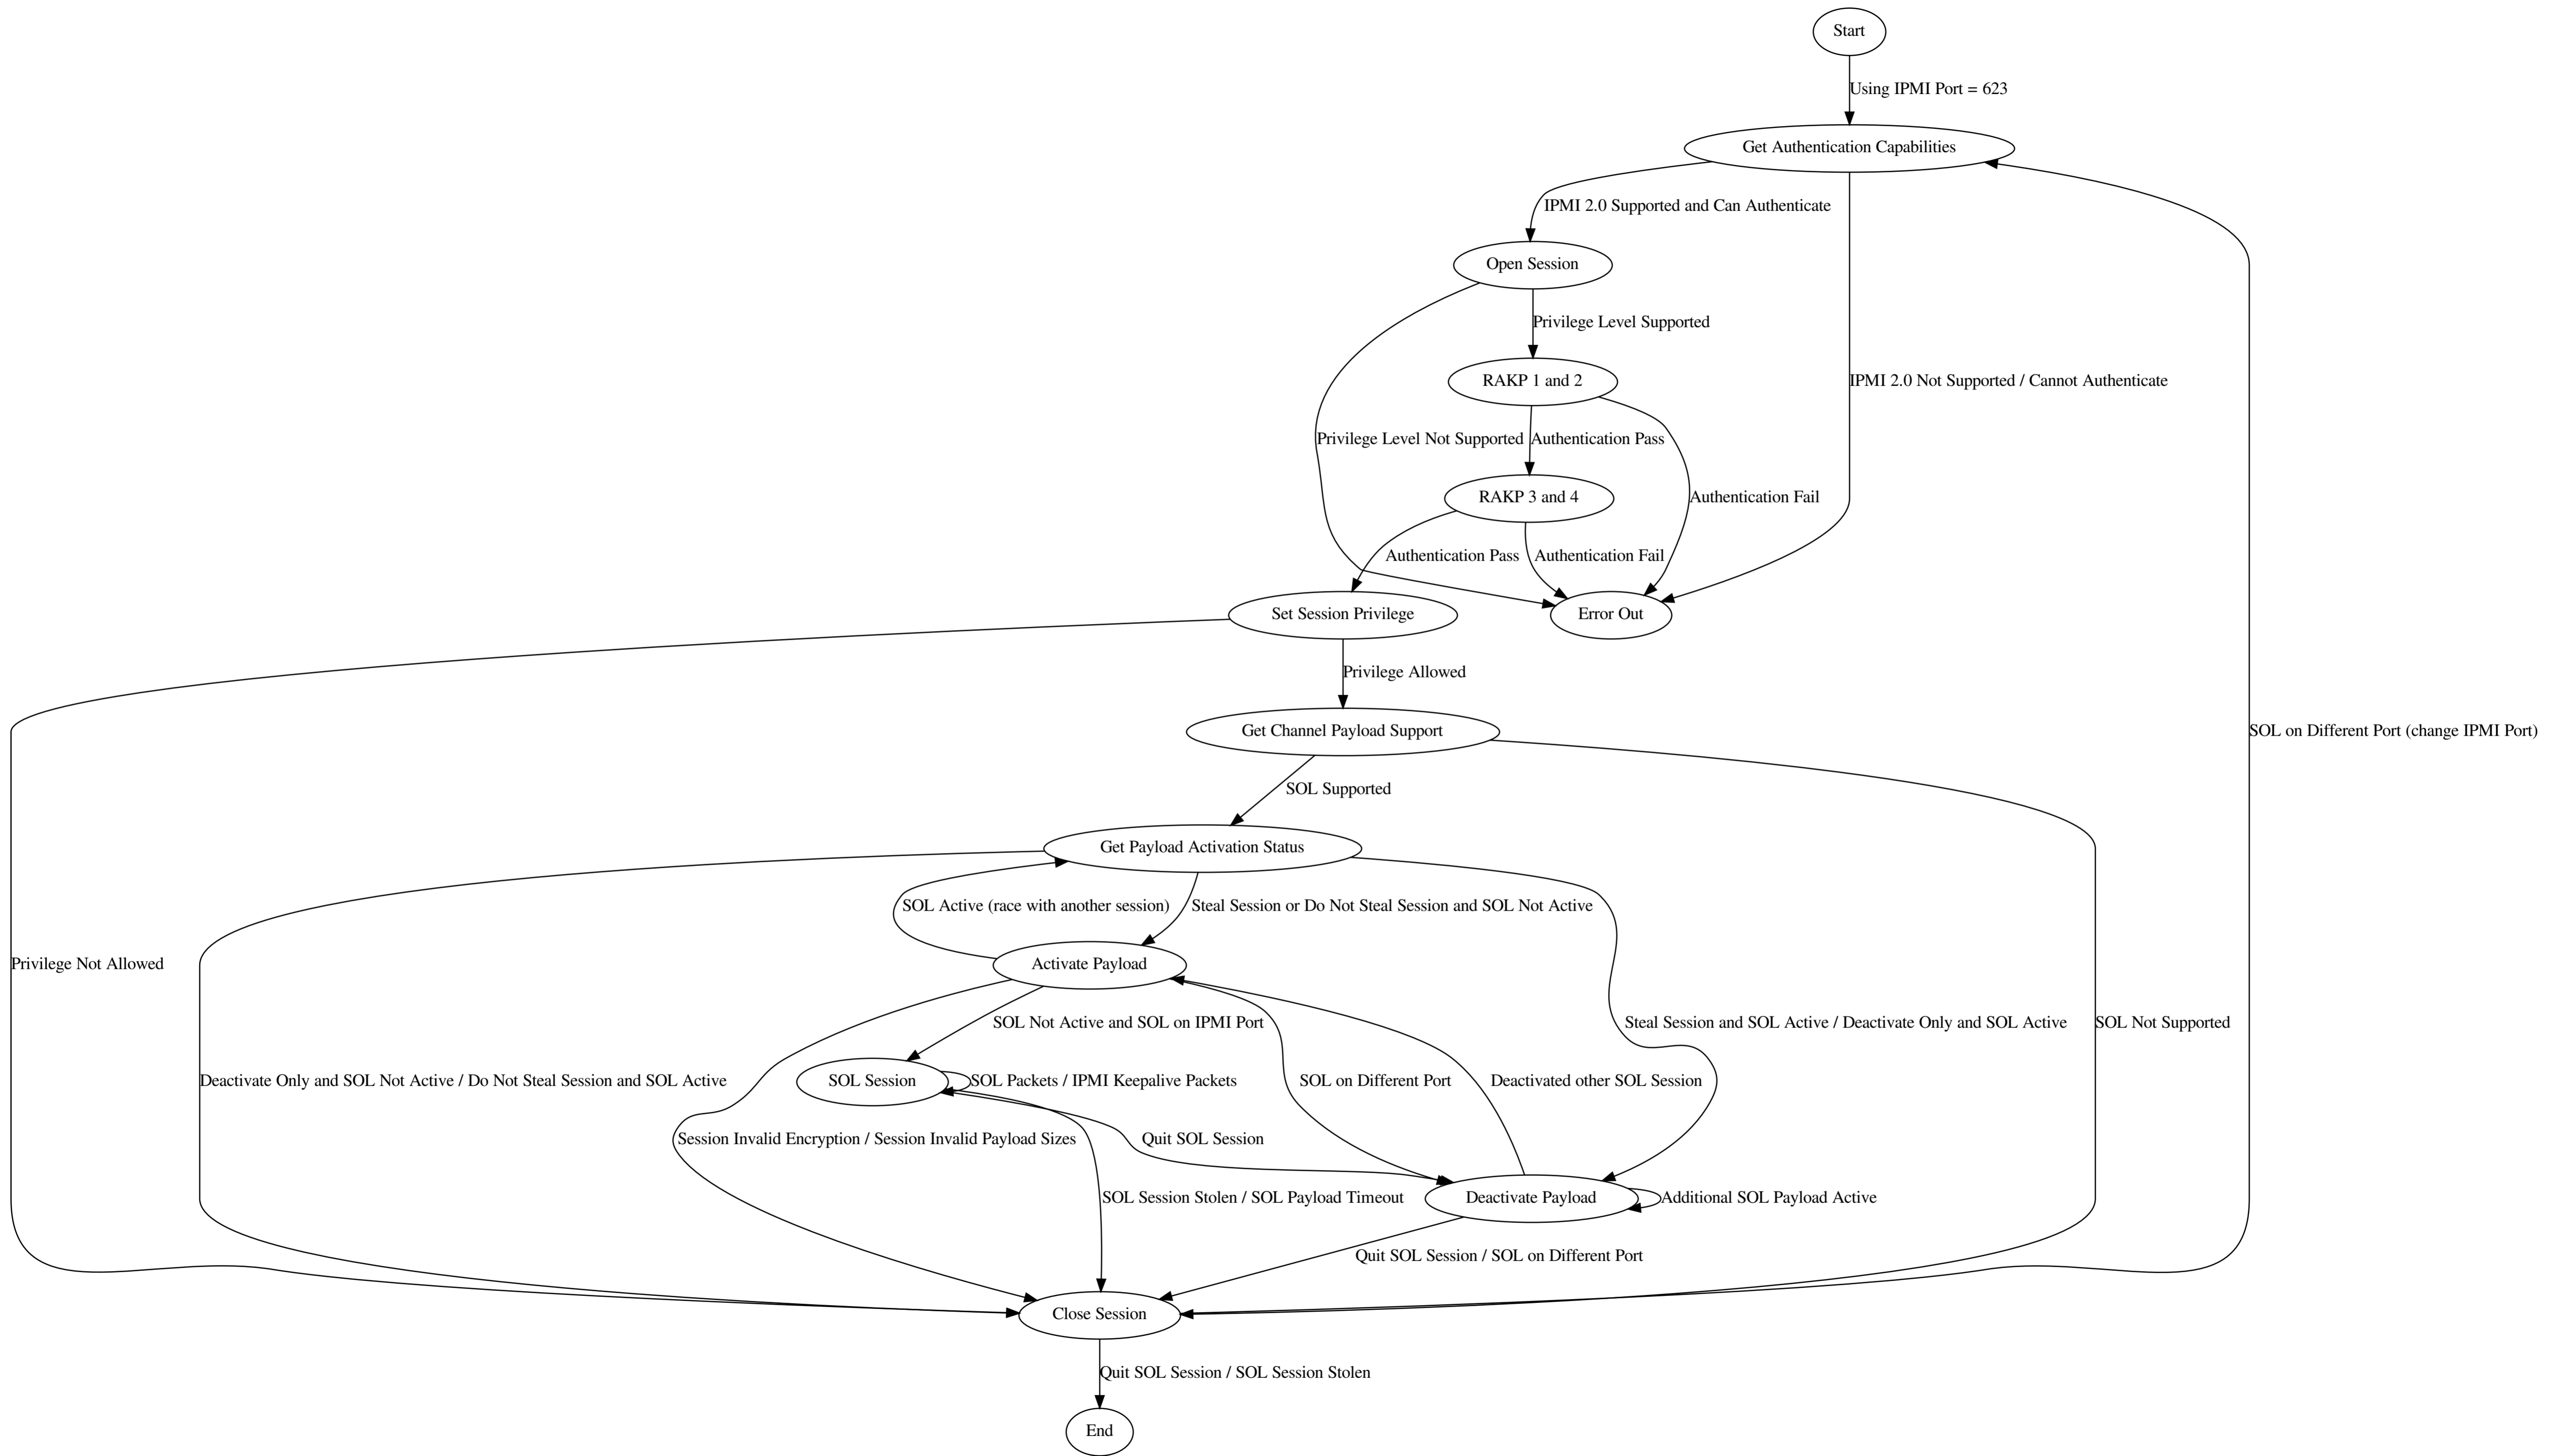 Start
Using IPMI Port = 623
Get Authentication Capabilities
IPMI 2.0 Supported and Can Authenticate
Open Session
Privilege Level Supported
RAKP 1 and 2
IPMI 2.0 Not Supported / Cannot Authenticate
Privilege Level Not Supported
Authentication Pass
RAKP 3 and 4
Authentication Fail
Authentication Pass
Authentication Fail
Set Session Privilege
Error Out
Privilege Allowed
Get Channel Payload Support
SOL on Different Port (change IPMI Port)
SOL Supported
Get Payload Activation Status
SOL Active (race with another session)
Steal Session or Do Not Steal Session and SOL Not Active
Privilege Not Allowed
Activate Payload
SOL Not Active and SOL on IPMI Port
Steal Session and SOL Active / Deactivate Only and SOL Active
SOL Not Supported
Deactivate Only and SOL Not Active / Do Not Steal Session and SOL Active
SOL Session
SOL Packets / IPMI Keepalive Packets
SOL on Different Port
Deactivated other SOL Session
Session Invalid Encryption / Session Invalid Payload Sizes
Quit SOL Session
SOL Session Stolen / SOL Payload Timeout
Deactivate Payload
Additional SOL Payload Active
Quit SOL Session / SOL on Different Port
Close Session
Quit SOL Session / SOL Session Stolen
End